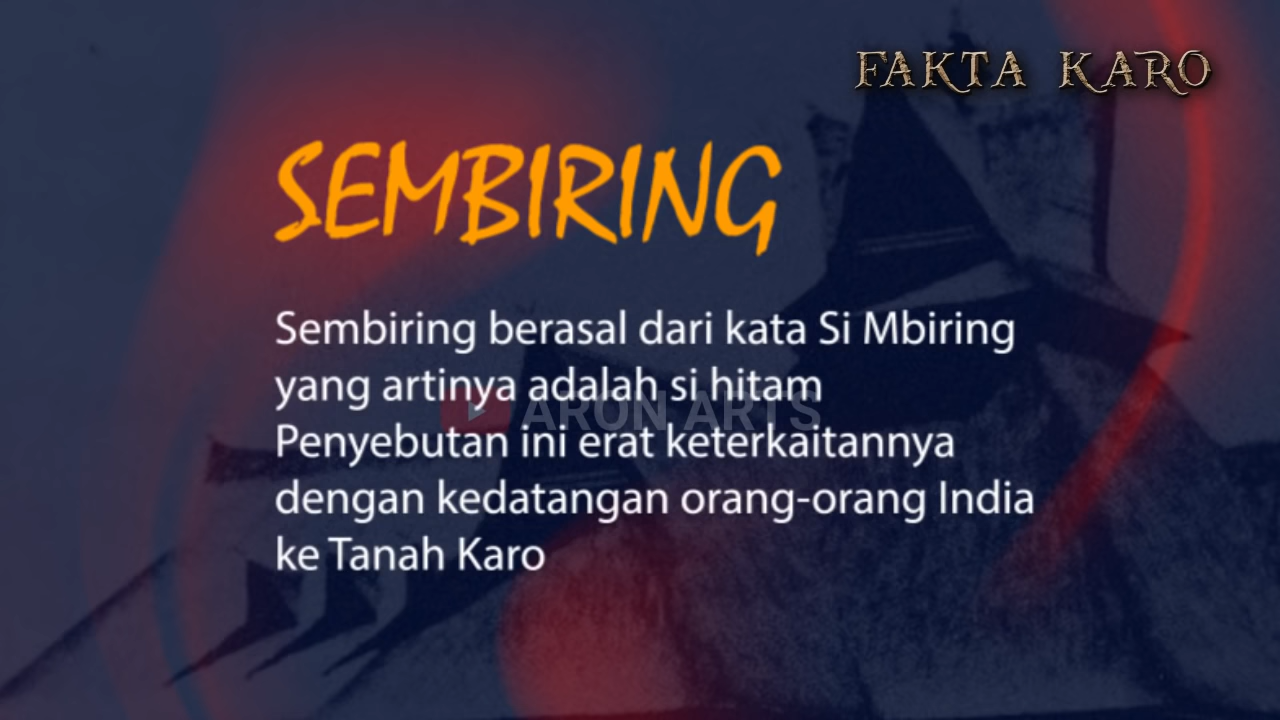 FAKTA KARO
SEMBIRING
Sembiring berasal dari kata Si Mbiring
yang artinya adalah si hitam
ARON ARTS
Penyebutan ini erat keterkaitannya
dengan kedatangan orang-orang India
ke Tanah Karo